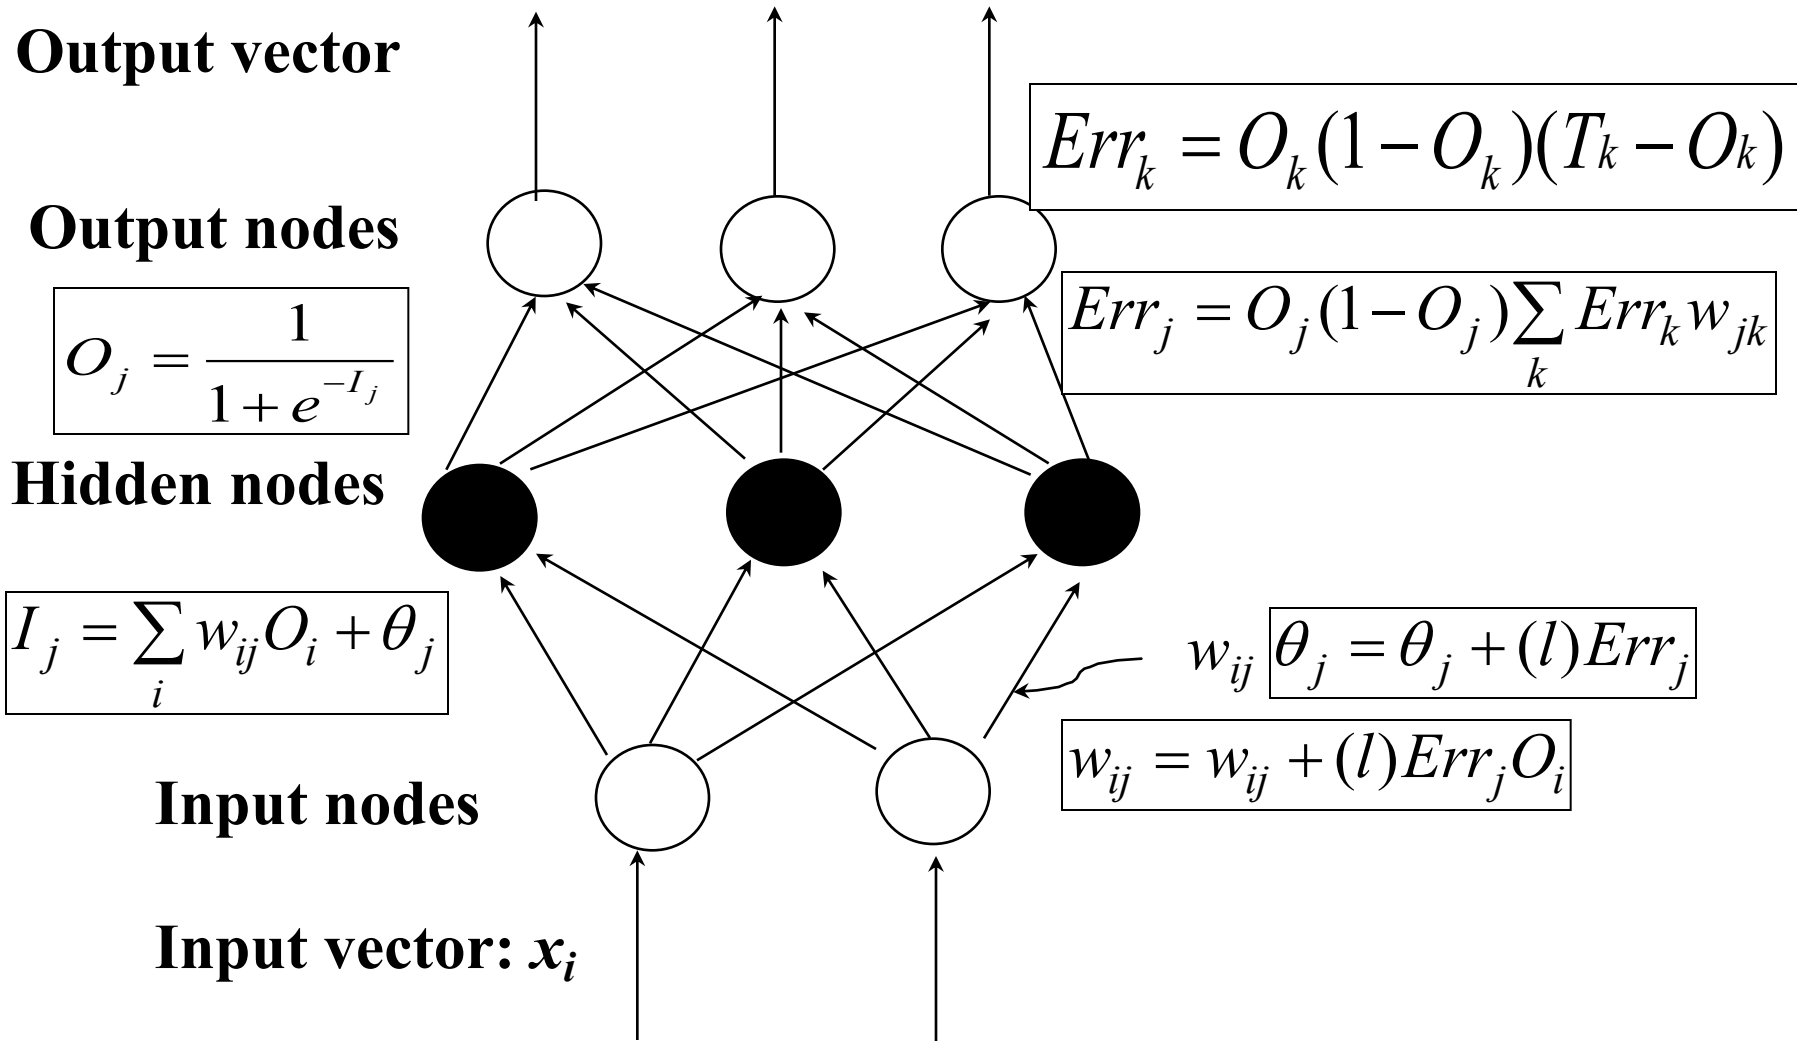 Output vector
Err_k = O_k(1 − O_k)(T_k − O_k)
Output nodes
Err_j = O_j(1 − O_j)∑_k Err_k w_jk
O_j = 1 / (1 + e^(−I_j))
Hidden nodes
I_j = ∑_i w_ij O_i + θ_j
w_ij
θ_j = θ_j + (l)Err_j
w_ij = w_ij + (l)Err_j O_i
Input nodes
Input vector: x_i